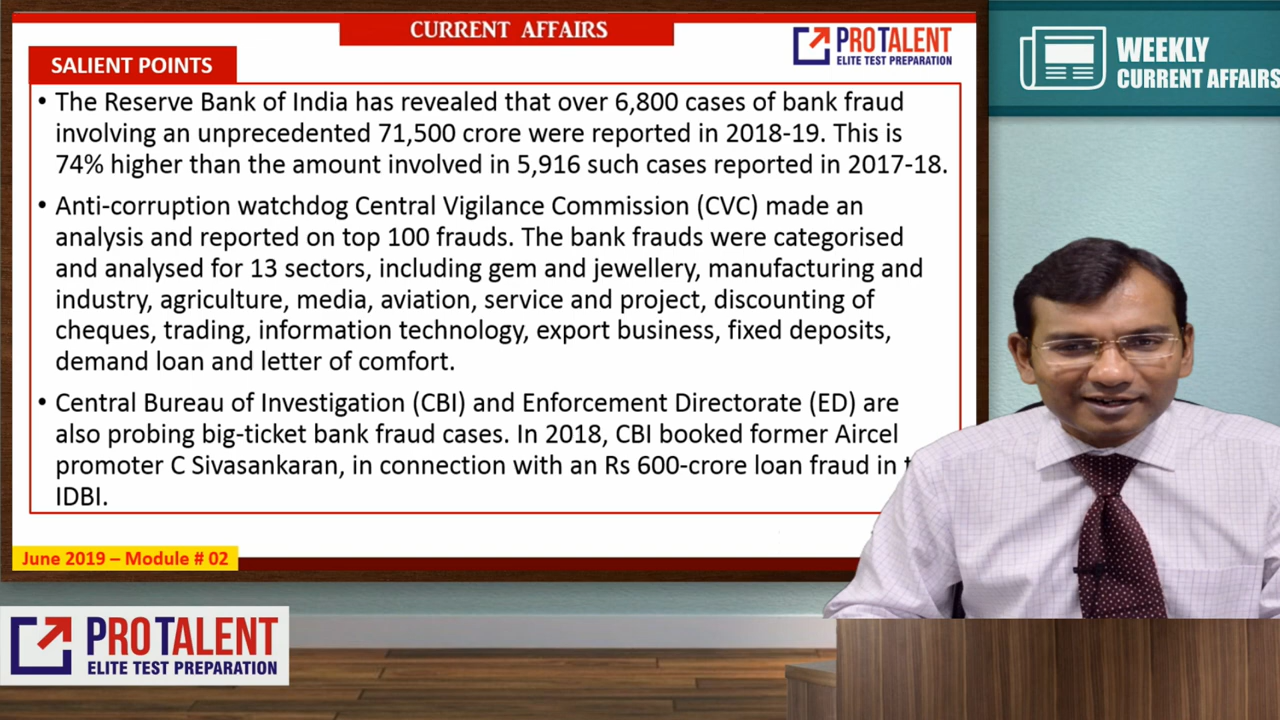 CURRENT AFFAIRS
PROTALENT
ELITE TEST PREPARATION
WEEKLY
CURRENT AFFAIRS
SALIENT POINTS
• The Reserve Bank of India has revealed that over 6,800 cases of bank fraud
involving an unprecedented 71,500 crore were reported in 2018-19. This is
74% higher than the amount involved in 5,916 such cases reported in 2017-18.
• Anti-corruption watchdog Central Vigilance Commission (CVC) made an
analysis and reported on top 100 frauds. The bank frauds were categorised
and analysed for 13 sectors, including gem and jewellery, manufacturing and
industry, agriculture, media, aviation, service and project, discounting of
cheques, trading, information technology, export business, fixed deposits,
demand loan and letter of comfort.
• Central Bureau of Investigation (CBI) and Enforcement Directorate (ED) are
also probing big-ticket bank fraud cases. In 2018, CBI booked former Aircel
promoter C Sivasankaran, in connection with an Rs 600-crore loan fraud in
IDBI.
June 2019 – Module # 02
PROTALENT
ELITE TEST PREPARATION